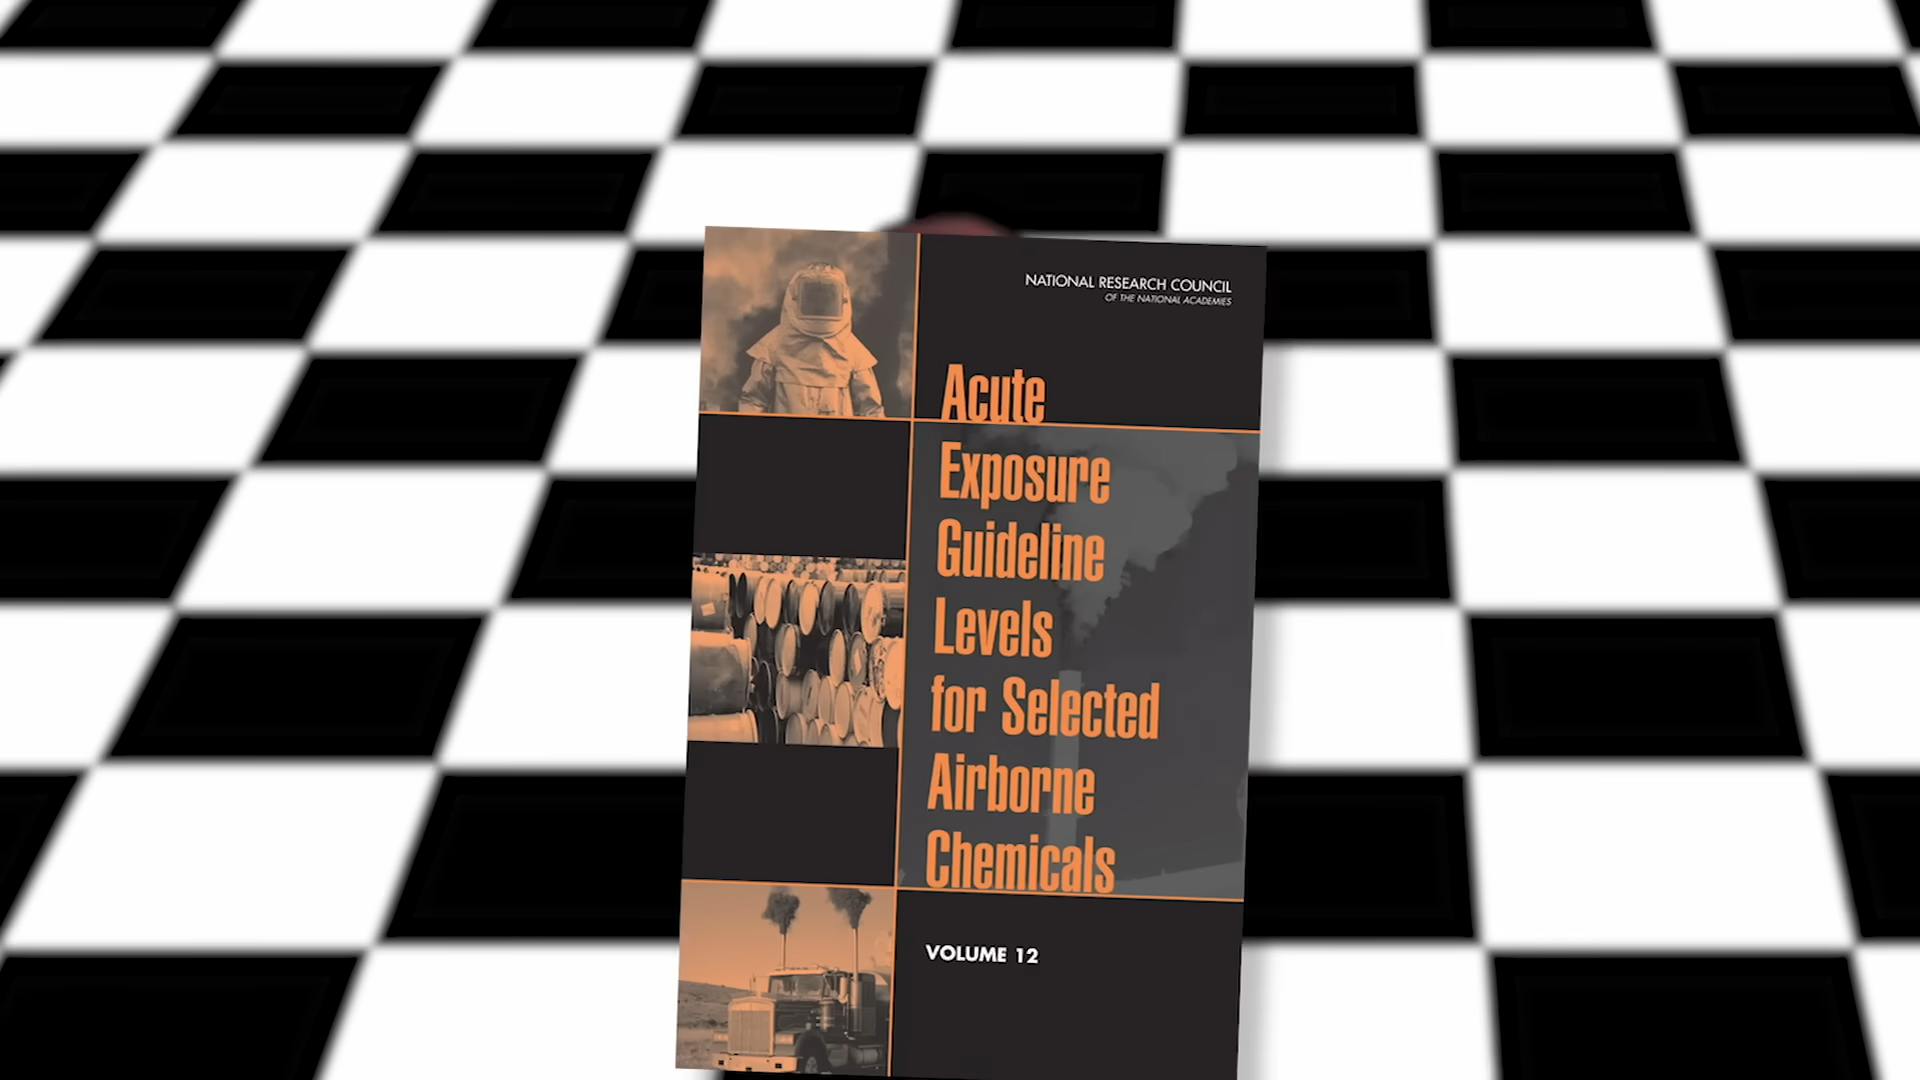 NATIONAL RESEARCH COUNCIL
OF THE NATIONAL ACADEMIES
Acute
Exposure
Guideline
Levels
for Selected
Airborne
Chemicals
VOLUME 12